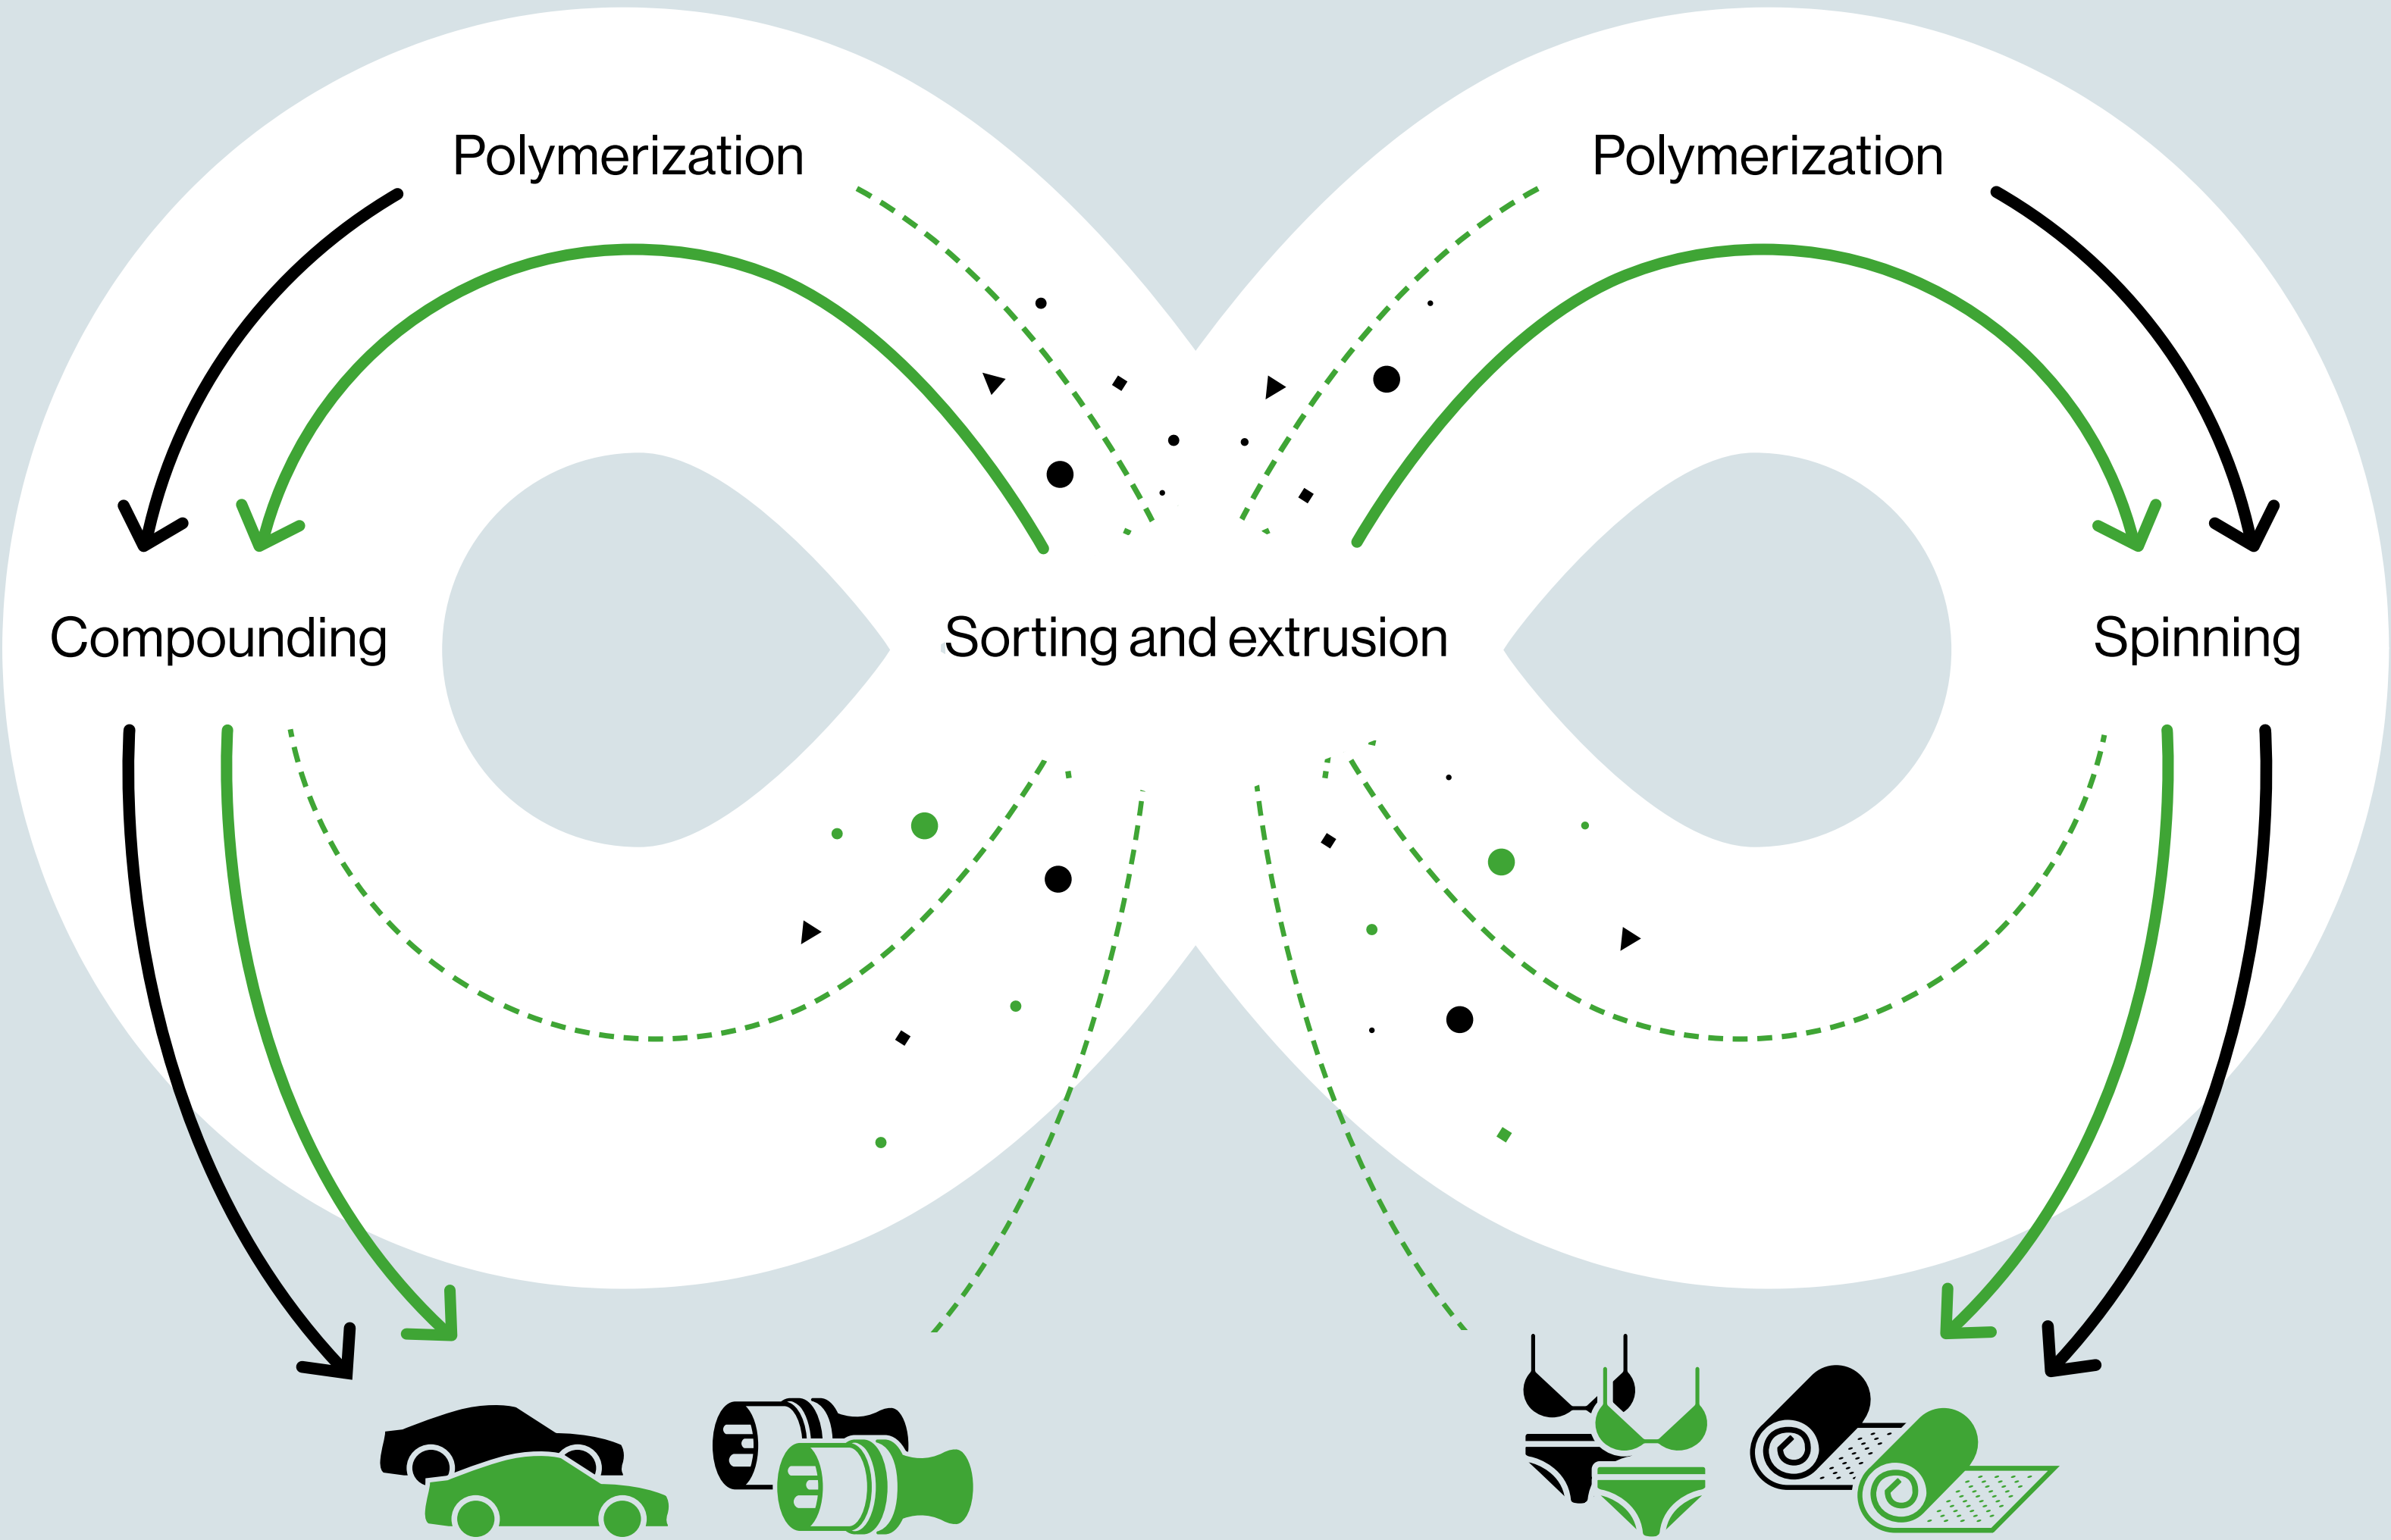 Polymerization
Polymerization
Compounding
Sorting and extrusion
Spinning